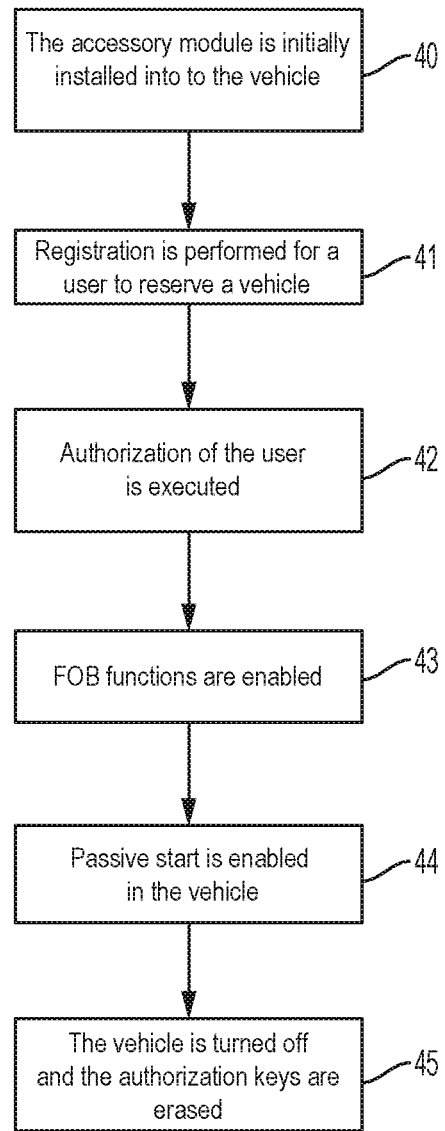 The accessory module is initially
installed into to the vehicle
40
Registration is performed for a
user to reserve a vehicle
41
Authorization of the user
is executed
42
FOB functions are enabled
43
Passive start is enabled
in the vehicle
44
The vehicle is turned off
and the authorization keys are
erased
45